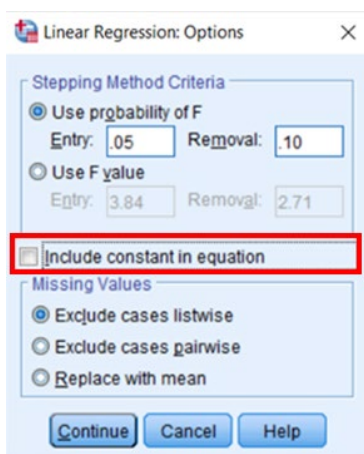 Linear Regression: Options
Stepping Method Criteria
Use probability of F
Entry: .05 Removal: .10
Use F value
Entry: 3.84 Removal: 2.71
Include constant in equation
Missing Values
Exclude cases listwise
Exclude cases pairwise
Replace with mean
Continue Cancel Help